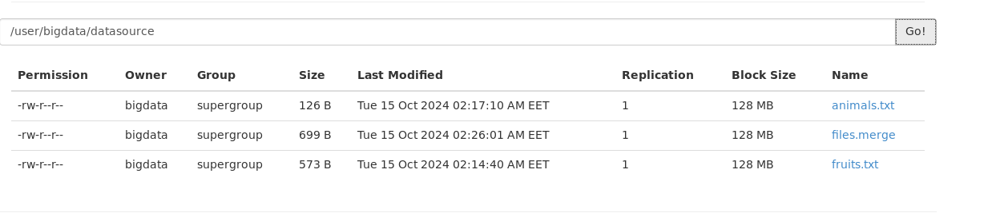 /user/bigdata/datasource Go!
Permission Owner Group Size Last Modified Replication Block Size Name
-rw-r--r-- bigdata supergroup 126 B Tue 15 Oct 2024 02:17:10 AM EET 1 128 MB animals.txt
-rw-r--r-- bigdata supergroup 699 B Tue 15 Oct 2024 02:26:01 AM EET 1 128 MB files.merge
-rw-r--r-- bigdata supergroup 573 B Tue 15 Oct 2024 02:14:40 AM EET 1 128 MB fruits.txt